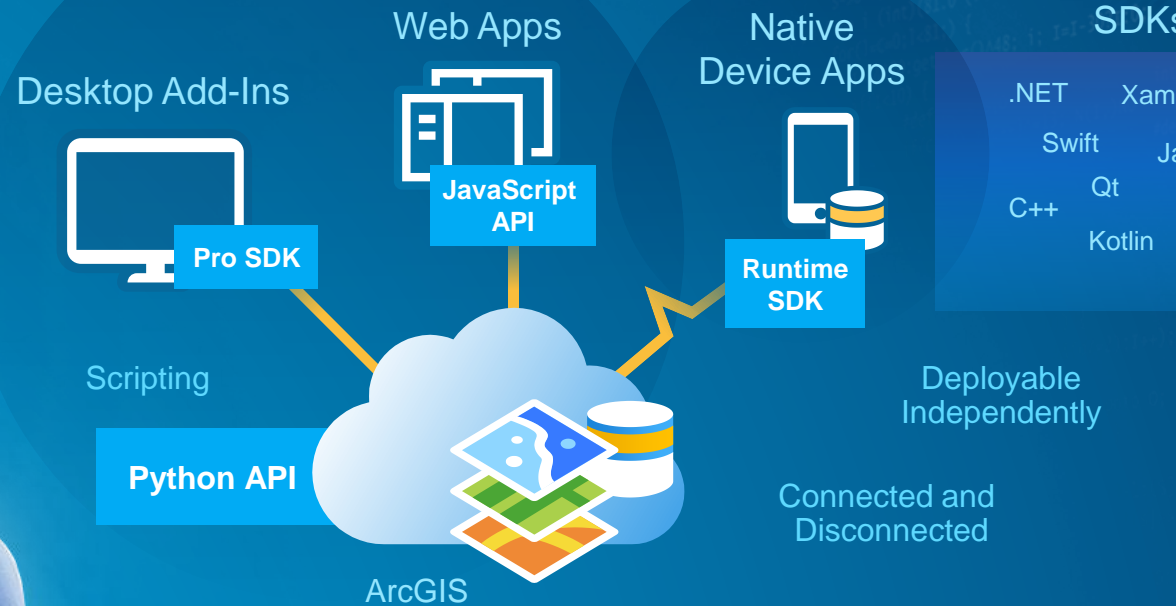 Web Apps
Native
Device Apps
SDKs
Desktop Add-Ins
.NET
Swift
Qt
C++
Kotlin
JavaScript
API
Pro SDK
Runtime
SDK
Scripting
Deployable
Independently
Python API
Connected and
Disconnected
ArcGIS